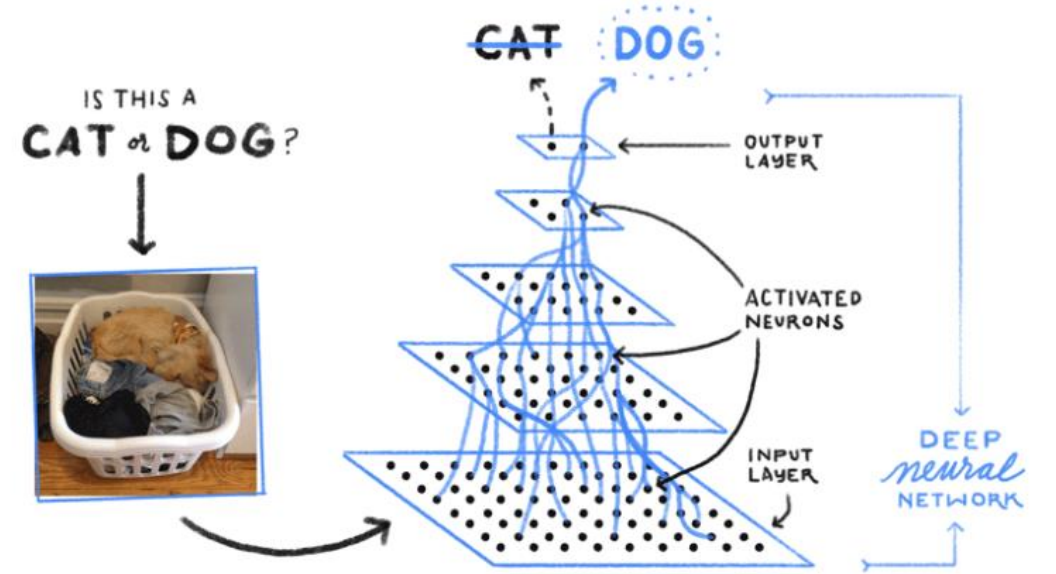 IS THIS A
CAT or DOG?
CAT DOG
OUTPUT
LAYER
ACTIVATED
NEURONS
INPUT
LAYER
DEEP
neural
NETWORK